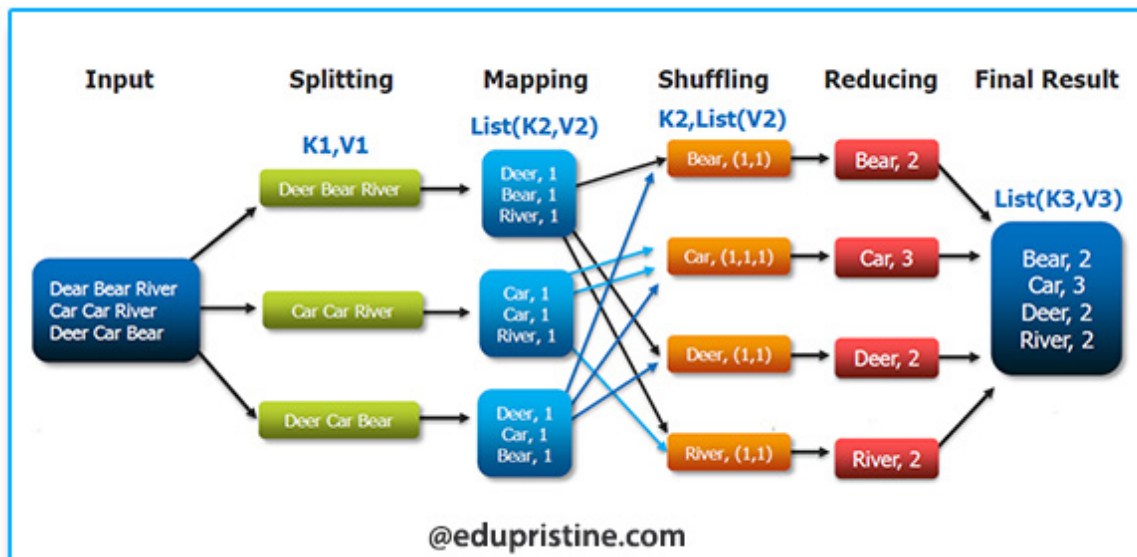 Input
Splitting
Mapping
Shuffling
Reducing
Final Result
K1,V1
List(K2,V2)
K2,List(V2)
List(K3,V3)
Dear Bear River
Car Car River
Deer Car Bear
Deer Bear River
Car Car River
Deer Car Bear
Deer, 1
Bear, 1
River, 1
Car, 1
Car, 1
River, 1
Deer, 1
Car, 1
Bear, 1
Bear, (1,1)
Car, (1,1,1)
Deer, (1,1)
River, (1,1)
Bear, 2
Car, 3
Deer, 2
River, 2
Bear, 2
Car, 3
Deer, 2
River, 2
@edupristine.com